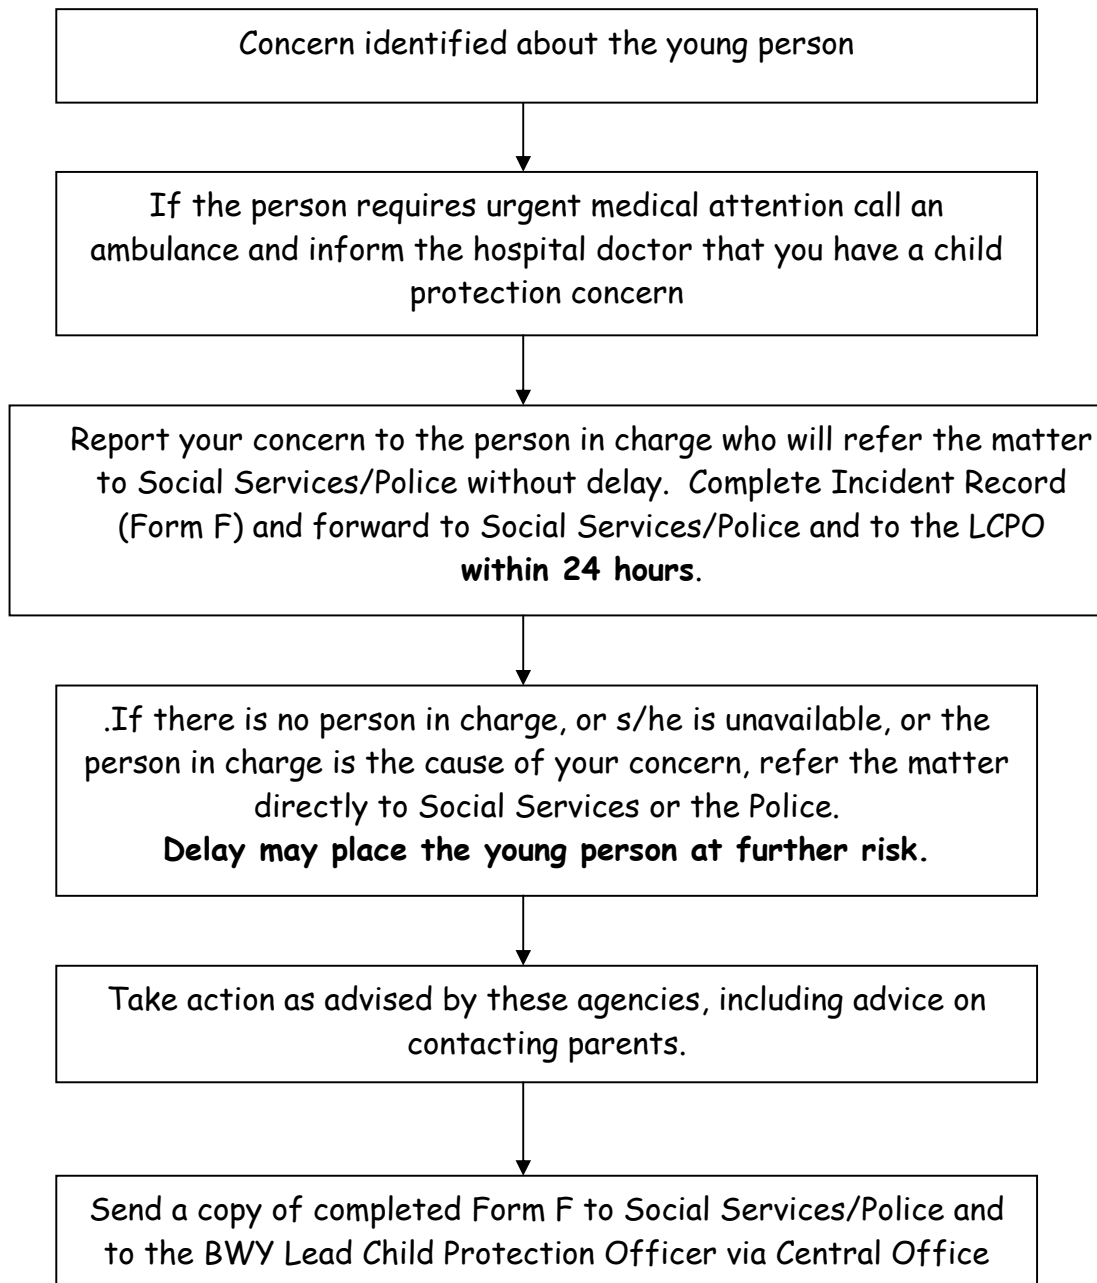 Concern identified about the young person
If the person requires urgent medical attention call an
ambulance and inform the hospital doctor that you have a child
protection concern
Report your concern to the person in charge who will refer the matter
to Social Services/Police without delay.  Complete Incident Record
(Form F) and forward to Social Services/Police and to the LCPO
within 24 hours.
.If there is no person in charge, or s/he is unavailable, or the
person in charge is the cause of your concern, refer the matter
directly to Social Services or the Police.
Delay may place the young person at further risk.
Take action as advised by these agencies, including advice on
contacting parents.
Send a copy of completed Form F to Social Services/Police and
to the BWY Lead Child Protection Officer via Central Office